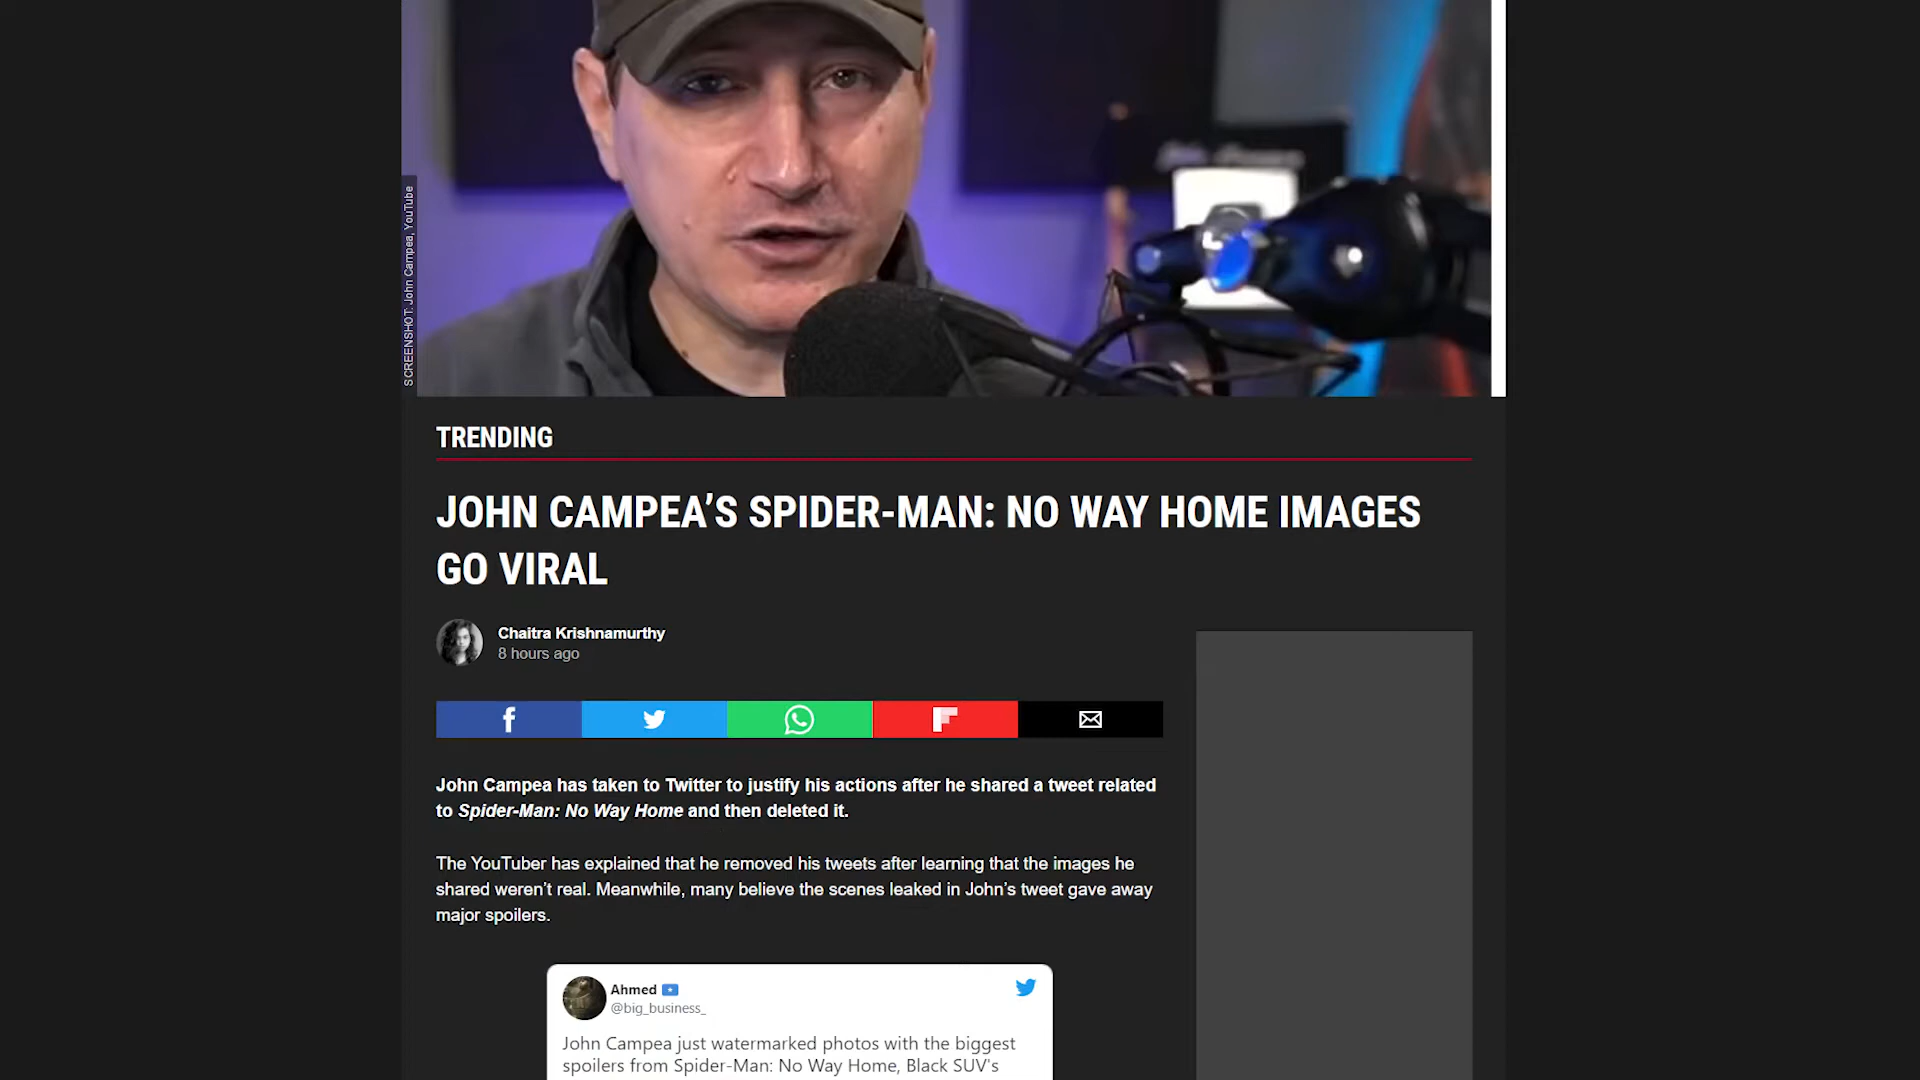 SCREENSHOT: John Campea, YouTube
TRENDING
JOHN CAMPEA’S SPIDER-MAN: NO WAY HOME IMAGES
GO VIRAL
Chaitra Krishnamurthy
8 hours ago
John Campea has taken to Twitter to justify his actions after he shared a tweet related
to Spider-Man: No Way Home and then deleted it.
The YouTuber has explained that he removed his tweets after learning that the images he
shared weren’t real. Meanwhile, many believe the scenes leaked in John’s tweet gave away
major spoilers.
Ahmed
@big_business_
John Campea just watermarked photos with the biggest
spoilers from Spider-Man: No Way Home, Black SUV's